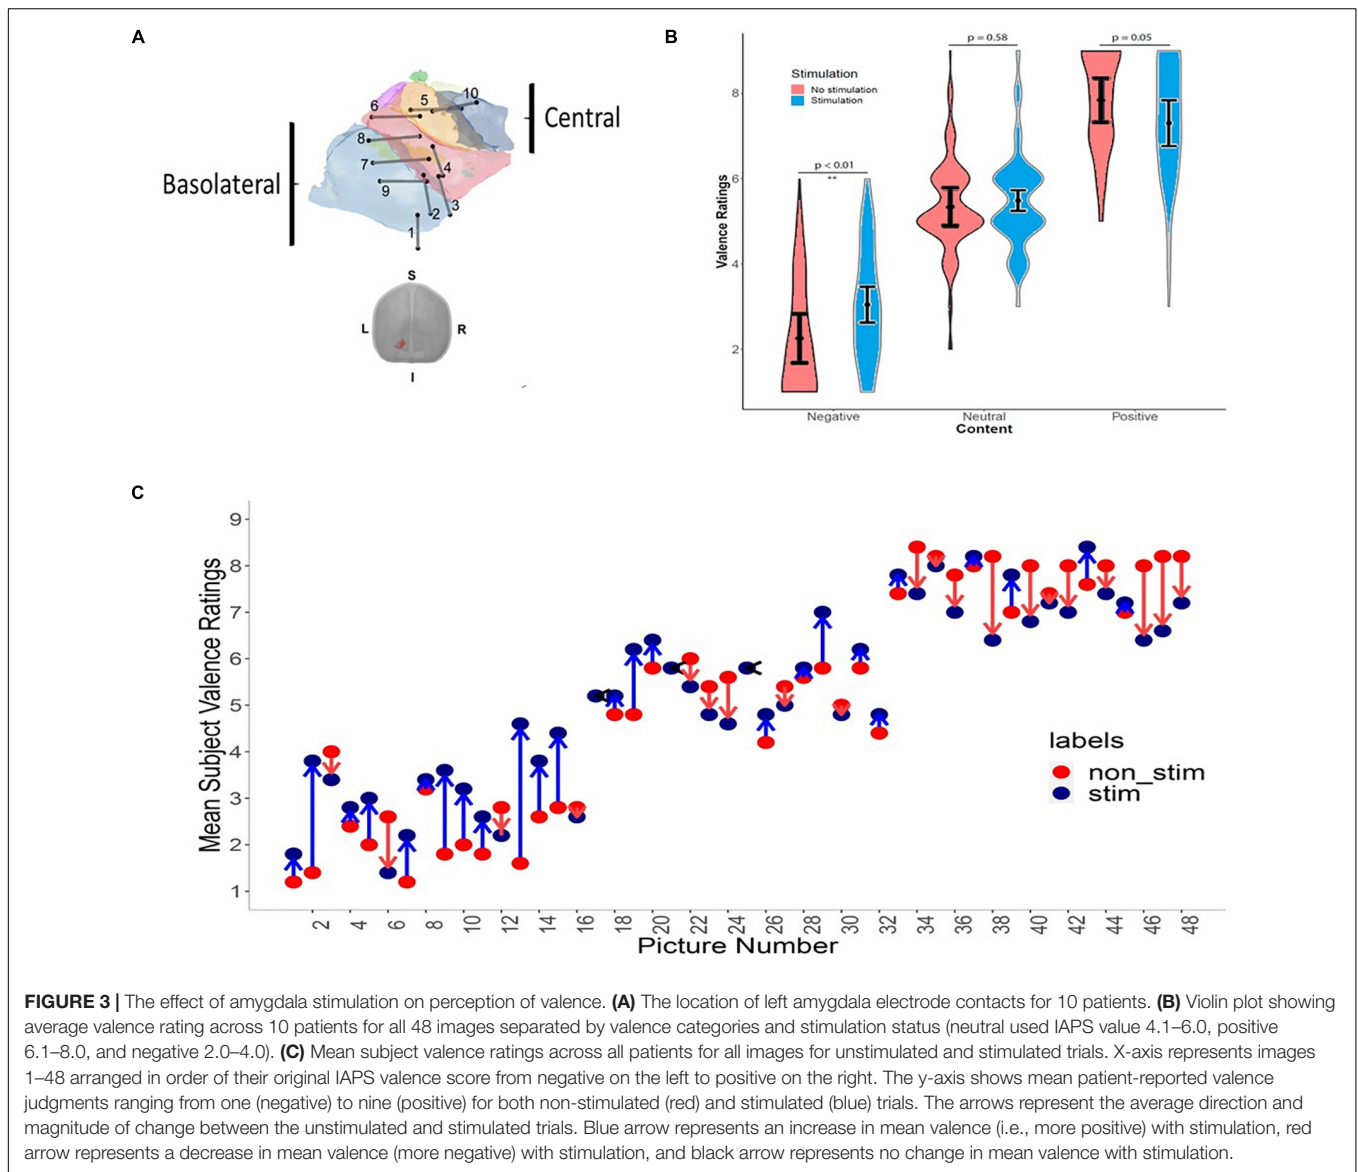 A
6
5
10
8
7
4
9
3
2
1
Central
Basolateral
S
L
R
I
B
p = 0.58
p = 0.05
Stimulation
No stimulation
Stimulation
p < 0.01
**
8
6
4
2
Valence Ratings
Negative
Neutral
Positive
Content
C
9
8
7
6
5
4
3
2
1
Mean Subject Valence Ratings
labels
non_stim
stim
2 4 6 8 10 12 14 16 18 20 22 24 26 28 30 32 34 36 38 40 42 44 46 48
Picture Number
FIGURE 3 | The effect of amygdala stimulation on perception of valence. (A) The location of left amygdala electrode contacts for 10 patients. (B) Violin plot showing
average valence rating across 10 patients for all 48 images separated by valence categories and stimulation status (neutral used IAPS value 4.1–6.0, positive
6.1–8.0, and negative 2.0–4.0). (C) Mean subject valence ratings across all patients for all images for unstimulated and stimulated trials. X-axis represents images
1–48 arranged in order of their original IAPS valence score from negative on the left to positive on the right. The y-axis shows mean patient-reported valence
judgments ranging from one (negative) to nine (positive) for both non-stimulated (red) and stimulated (blue) trials. The arrows represent the average direction and
magnitude of change between the unstimulated and stimulated trials. Blue arrow represents an increase in mean valence (i.e., more positive) with stimulation, red
arrow represents a decrease in mean valence (more negative) with stimulation, and black arrow represents no change in mean valence with stimulation.